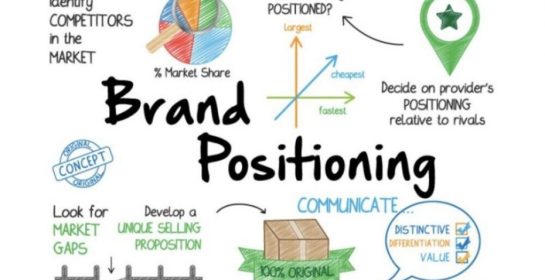 Identify
COMPETITORS
in the
MARKET
% Market Share
POSITIONED?
largest
cheapest
fastest
Decide on provider's
POSITIONING
relative to rivals
Brand
Positioning
ORIGINAL
CONCEPT
ORIGINAL
Look for
MARKET
GAPS
Develop a
UNIQUE SELLING
PROPOSITION
100% ORIGINAL
COMMUNICATE...
DISTINCTIVE
DIFFERENTIATION
VALUE